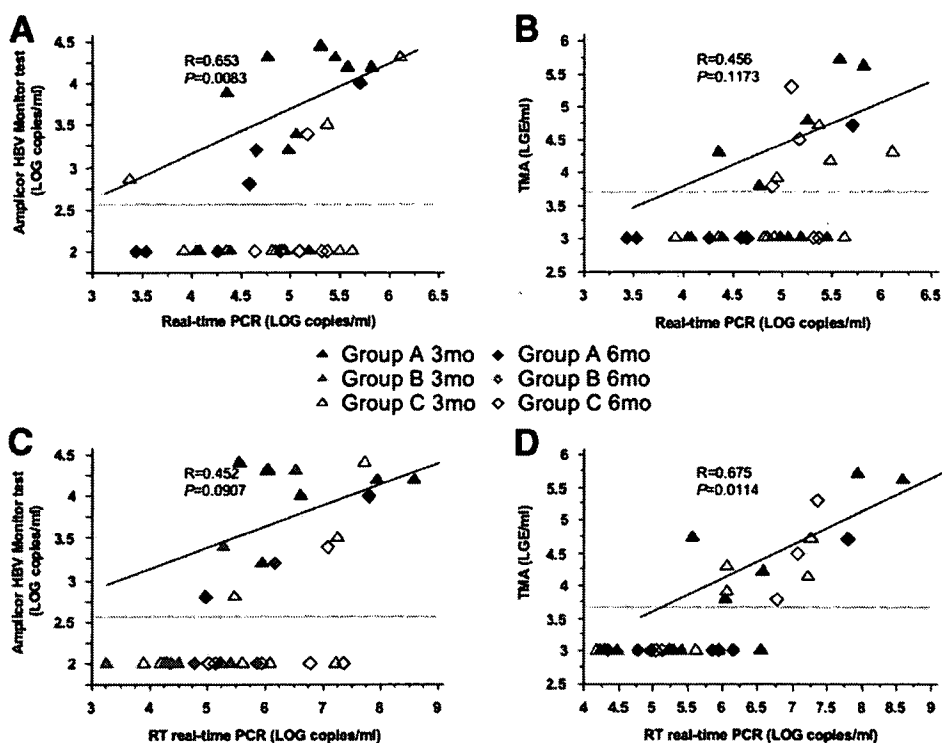 A
R=0.653
P=0.0083
Amplicor HBV Monitor test
(LOG copies/ml)
4.5
4
3.5
3
2.5
2
3 3.5 4 4.5 5 5.5 6 6.5
Real-time PCR (LOG copies/ml)
B
R=0.456
P=0.1173
TMA (LGE/ml)
6
5.5
5
4.5
4
3.5
3
2.5
3 3.5 4 4.5 5 5.5 6 6.5
Real-time PCR (LOG copies/ml)
Group A 3mo Group A 6mo
Group B 3mo Group B 6mo
Group C 3mo Group C 6mo
C
R=0.452
P=0.0907
Amplicor HBV Monitor test
(LOG copies/ml)
4.5
4
3.5
3
2.5
2
3 4 5 6 7 8 9
RT real-time PCR (LOG copies/ml)
D
R=0.675
P=0.0114
TMA (LGE/ml)
6
5.5
5
4.5
4
3.5
3
2.5
4 4.5 5 5.5 6 6.5 7 7.5 8 8.5 9
RT real-time PCR (LOG copies/ml)